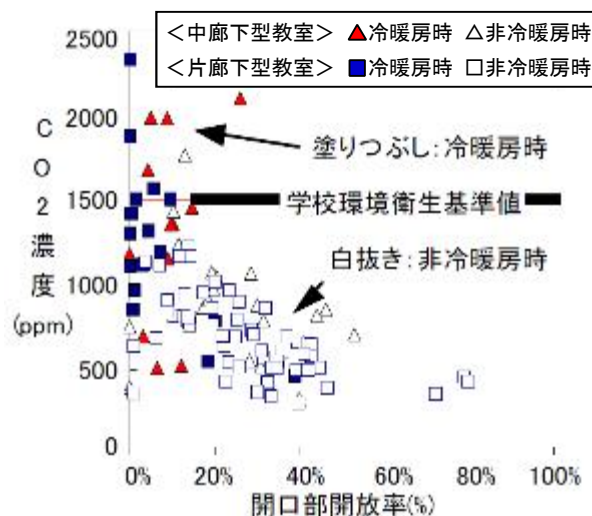 ＜中廊下型教室＞ ▲冷暖房時 △非冷暖房時
＜片廊下型教室＞ ■冷暖房時 □非冷暖房時
2500
2000
1500
1000
500
0
CO2濃度
(ppm)
塗りつぶし：冷暖房時
学校環境衛生基準値
白抜き：非冷暖房時
0% 20% 40% 60% 80% 100%
開口部開放率(%)